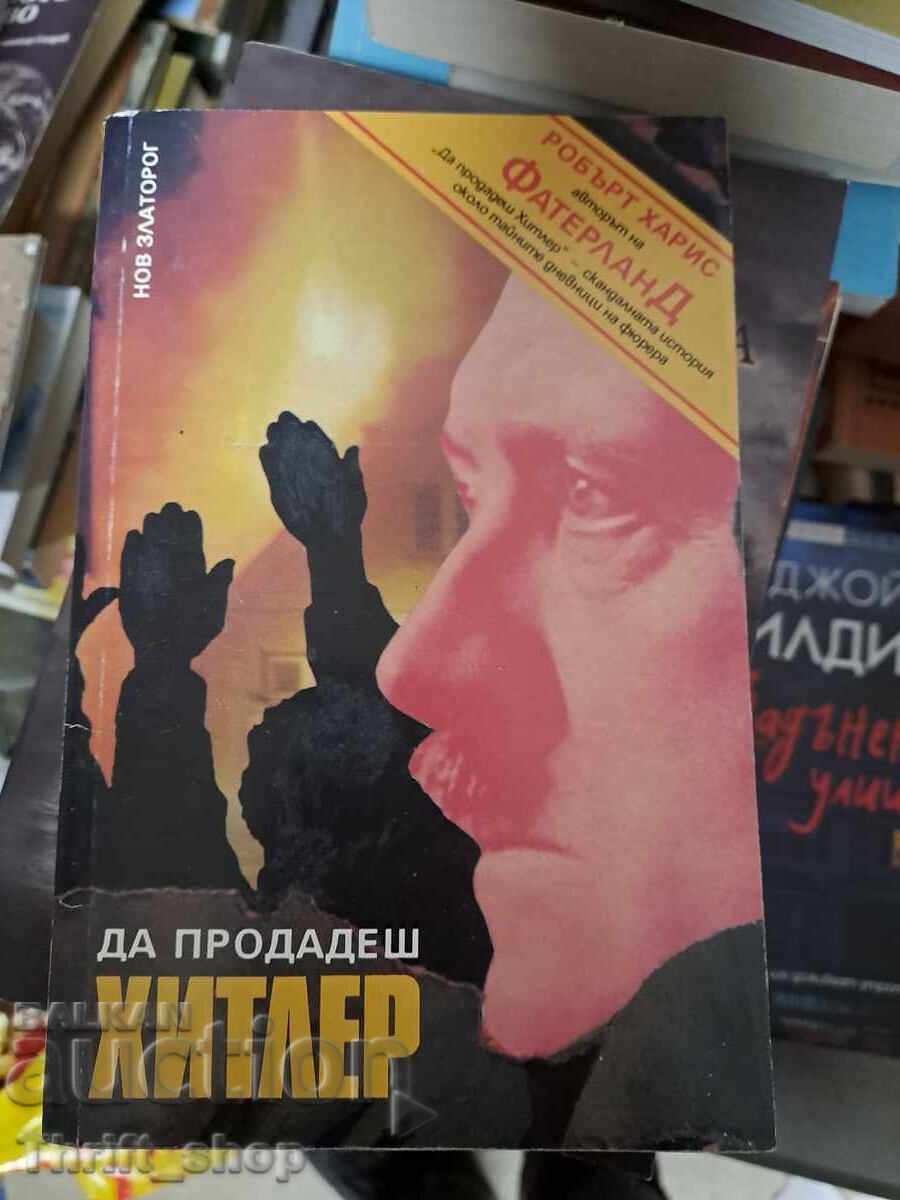 НОВ ЗЛАТОРОГ
РОБЪРТ ХАРИС
авторът на
ФАТЕРЛАНД
„Да продадеш Хитлер" – скандалната история
около тайните дневници на фюрера
ДА ПРОДАДЕШ
ХИТЛЕР
BALKAN
auction
Thrift_shop
А
ДЖОЙ
ИЛДИ
адънен
улиц